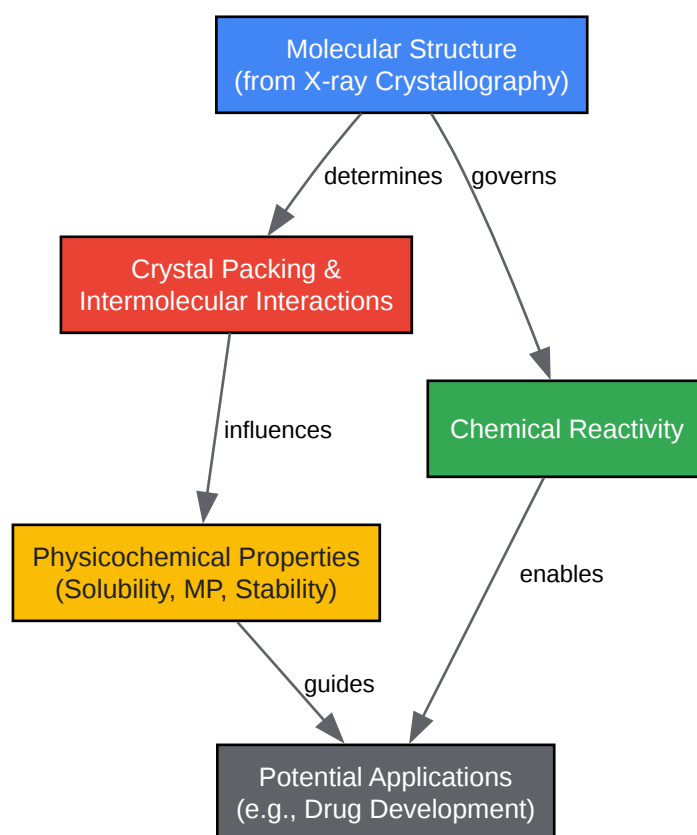 Molecular Structure
(from X-ray Crystallography)
determines
governs
Crystal Packing &
Intermolecular Interactions
influences
Chemical Reactivity
Physicochemical Properties
(Solubility, MP, Stability)
enables
guides
Potential Applications
(e.g., Drug Development)